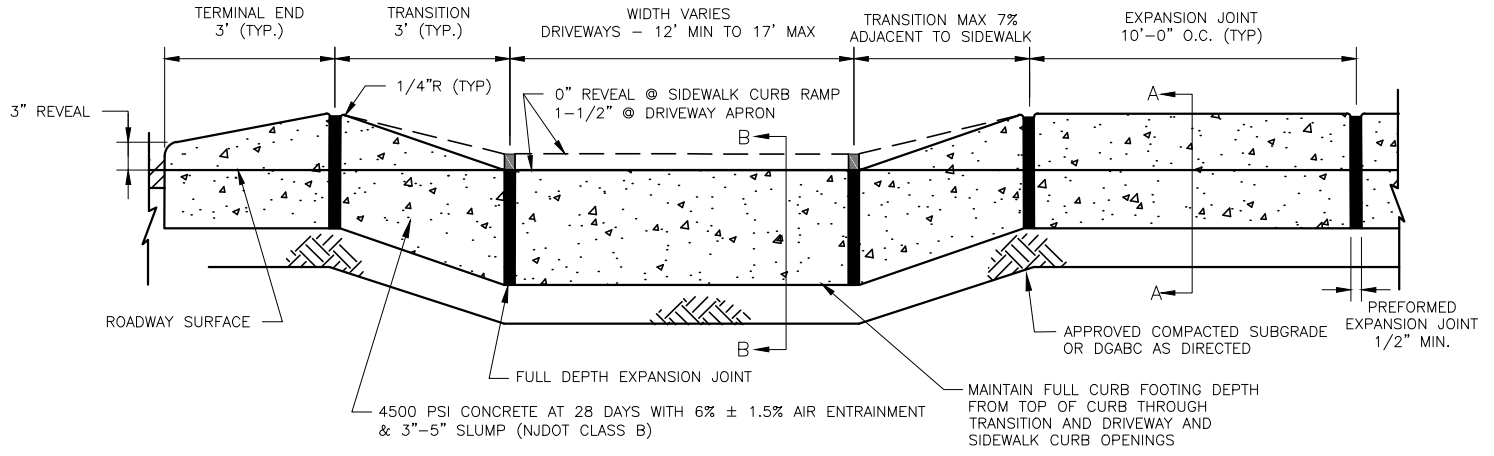 TERMINAL END
3' (TYP.)
TRANSITION
3' (TYP.)
WIDTH VARIES
DRIVEWAYS – 12' MIN TO 17' MAX
TRANSITION MAX 7%
ADJACENT TO SIDEWALK
EXPANSION JOINT
10'-0" O.C. (TYP)
3" REVEAL
1/4"R (TYP)
0" REVEAL @ SIDEWALK CURB RAMP
1-1/2" @ DRIVEWAY APRON
A
B
A
B
ROADWAY SURFACE
FULL DEPTH EXPANSION JOINT
4500 PSI CONCRETE AT 28 DAYS WITH 6% ± 1.5% AIR ENTRAINMENT
& 3"-5" SLUMP (NJDOT CLASS B)
APPROVED COMPACTED SUBGRADE
OR DGABC AS DIRECTED
PREFORMED
EXPANSION JOINT
1/2" MIN.
MAINTAIN FULL CURB FOOTING DEPTH
FROM TOP OF CURB THROUGH
TRANSITION AND DRIVEWAY AND
SIDEWALK CURB OPENINGS